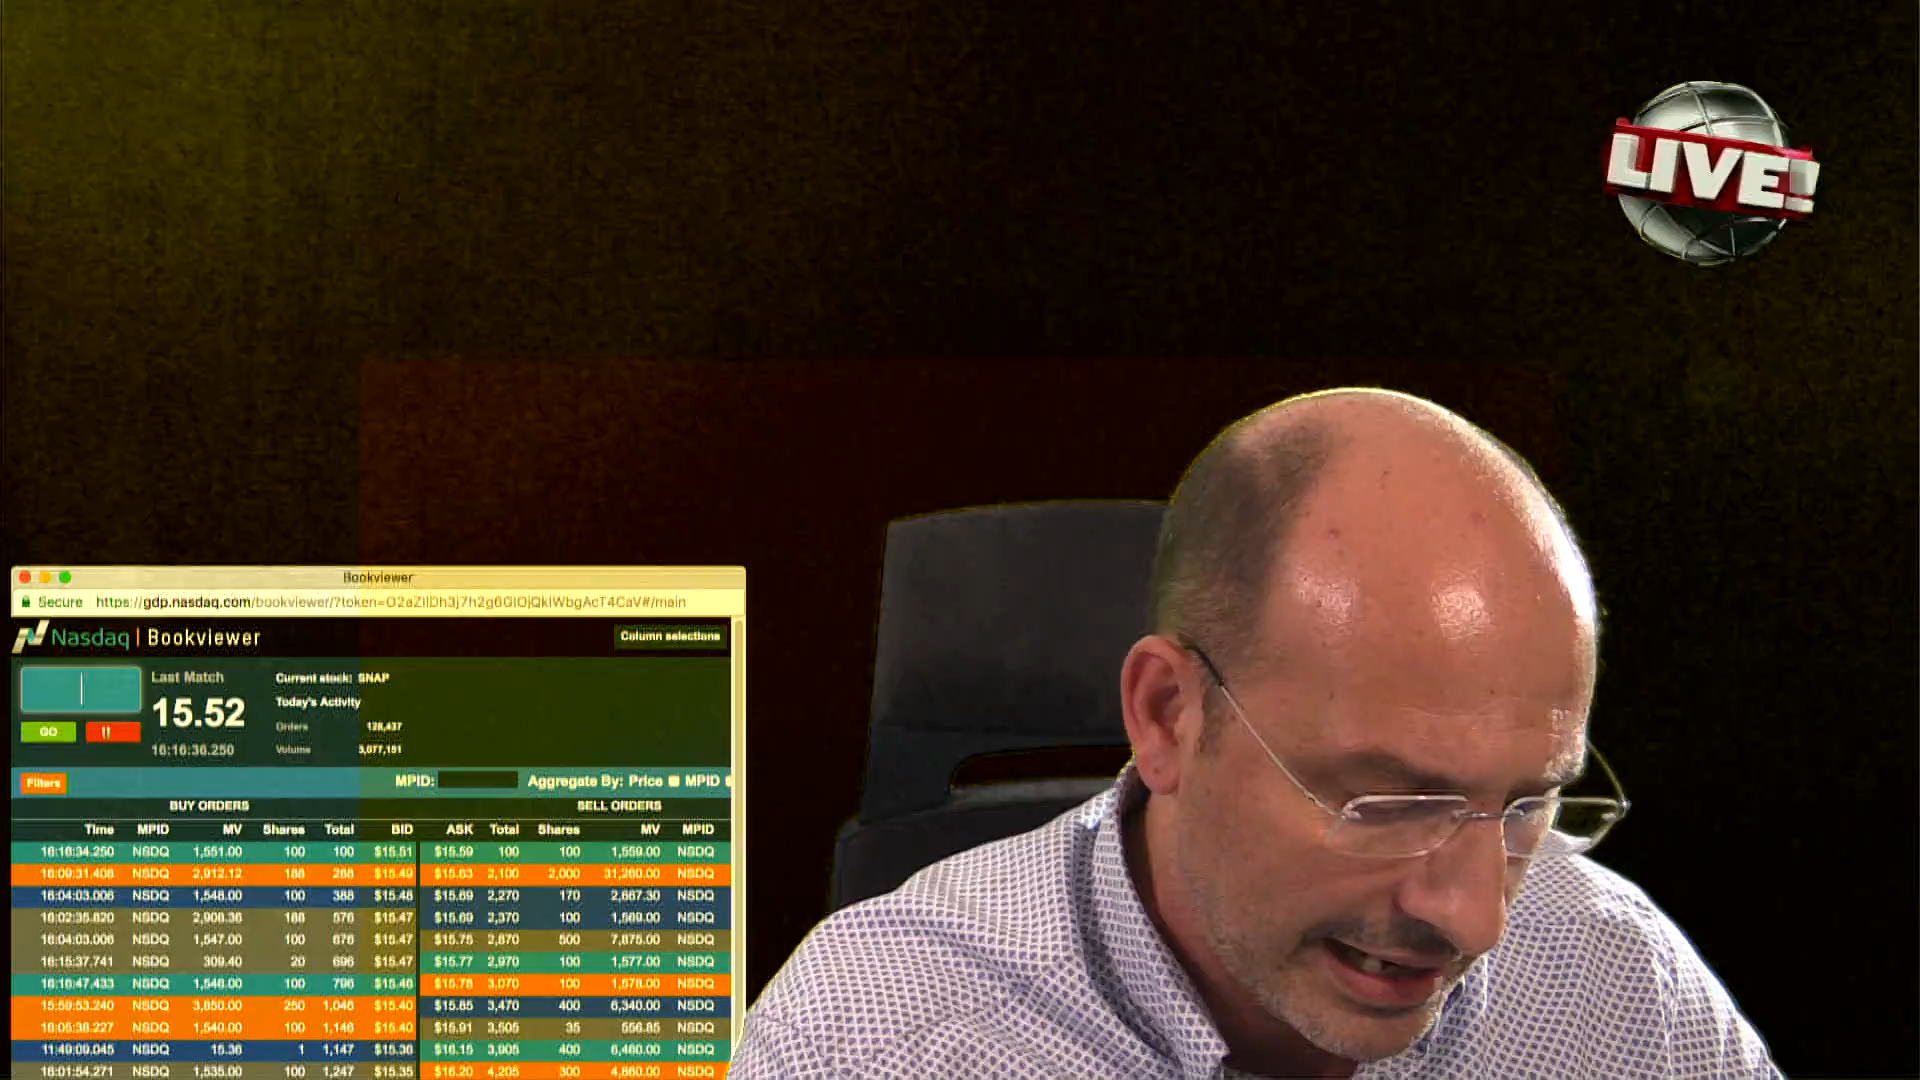 LIVE!
Bookviewer
Secure https://gdp.nasdaq.com/bookviewer/?token=O2aZIlDh3j7h2g6GlOjQklWbgAcT4CaV#/main
Nasdaq | Bookviewer Column selections
Last Match Current stock: SNAP
15.52 Today's Activity
Orders 128,437
GO Volume 3,077,191
16:16:36.250
Filters MPID: Aggregate By: Price MPID
BUY ORDERS SELL ORDERS
Time MPID MV Shares Total BID ASK Total Shares MV MPID
16:16:34.250 NSDQ 1,551.00 100 100 $15.51 $15.59 100 100 1,559.00 NSDQ
16:09:31.406 NSDQ 2,912.12 188 288 $15.49 $15.63 2,100 2,000 31,260.00 NSDQ
16:04:03.006 NSDQ 1,548.00 100 388 $15.48 $15.69 2,270 170 2,667.30 NSDQ
16:02:35.820 NSDQ 2,908.36 188 576 $15.47 $15.69 2,370 100 1,569.00 NSDQ
16:04:03.006 NSDQ 1,547.00 100 676 $15.47 $15.75 2,870 500 7,875.00 NSDQ
16:15:37.741 NSDQ 309.40 20 696 $15.47 $15.77 2,970 100 1,577.00 NSDQ
16:16:47.433 NSDQ 1,546.00 100 796 $15.46 $15.78 3,070 100 1,578.00 NSDQ
15:59:53.240 NSDQ 3,850.00 250 1,046 $15.40 $15.85 3,470 400 6,340.00 NSDQ
16:05:38.227 NSDQ 1,540.00 100 1,146 $15.40 $15.91 3,505 35 556.85 NSDQ
11:49:09.045 NSDQ 15.36 1 1,147 $15.36 $16.15 3,905 400 6,460.00 NSDQ
16:01:54.271 NSDQ 1,535.00 100 1,247 $15.35 $16.20 4,205 300 4,860.00 NSDQ